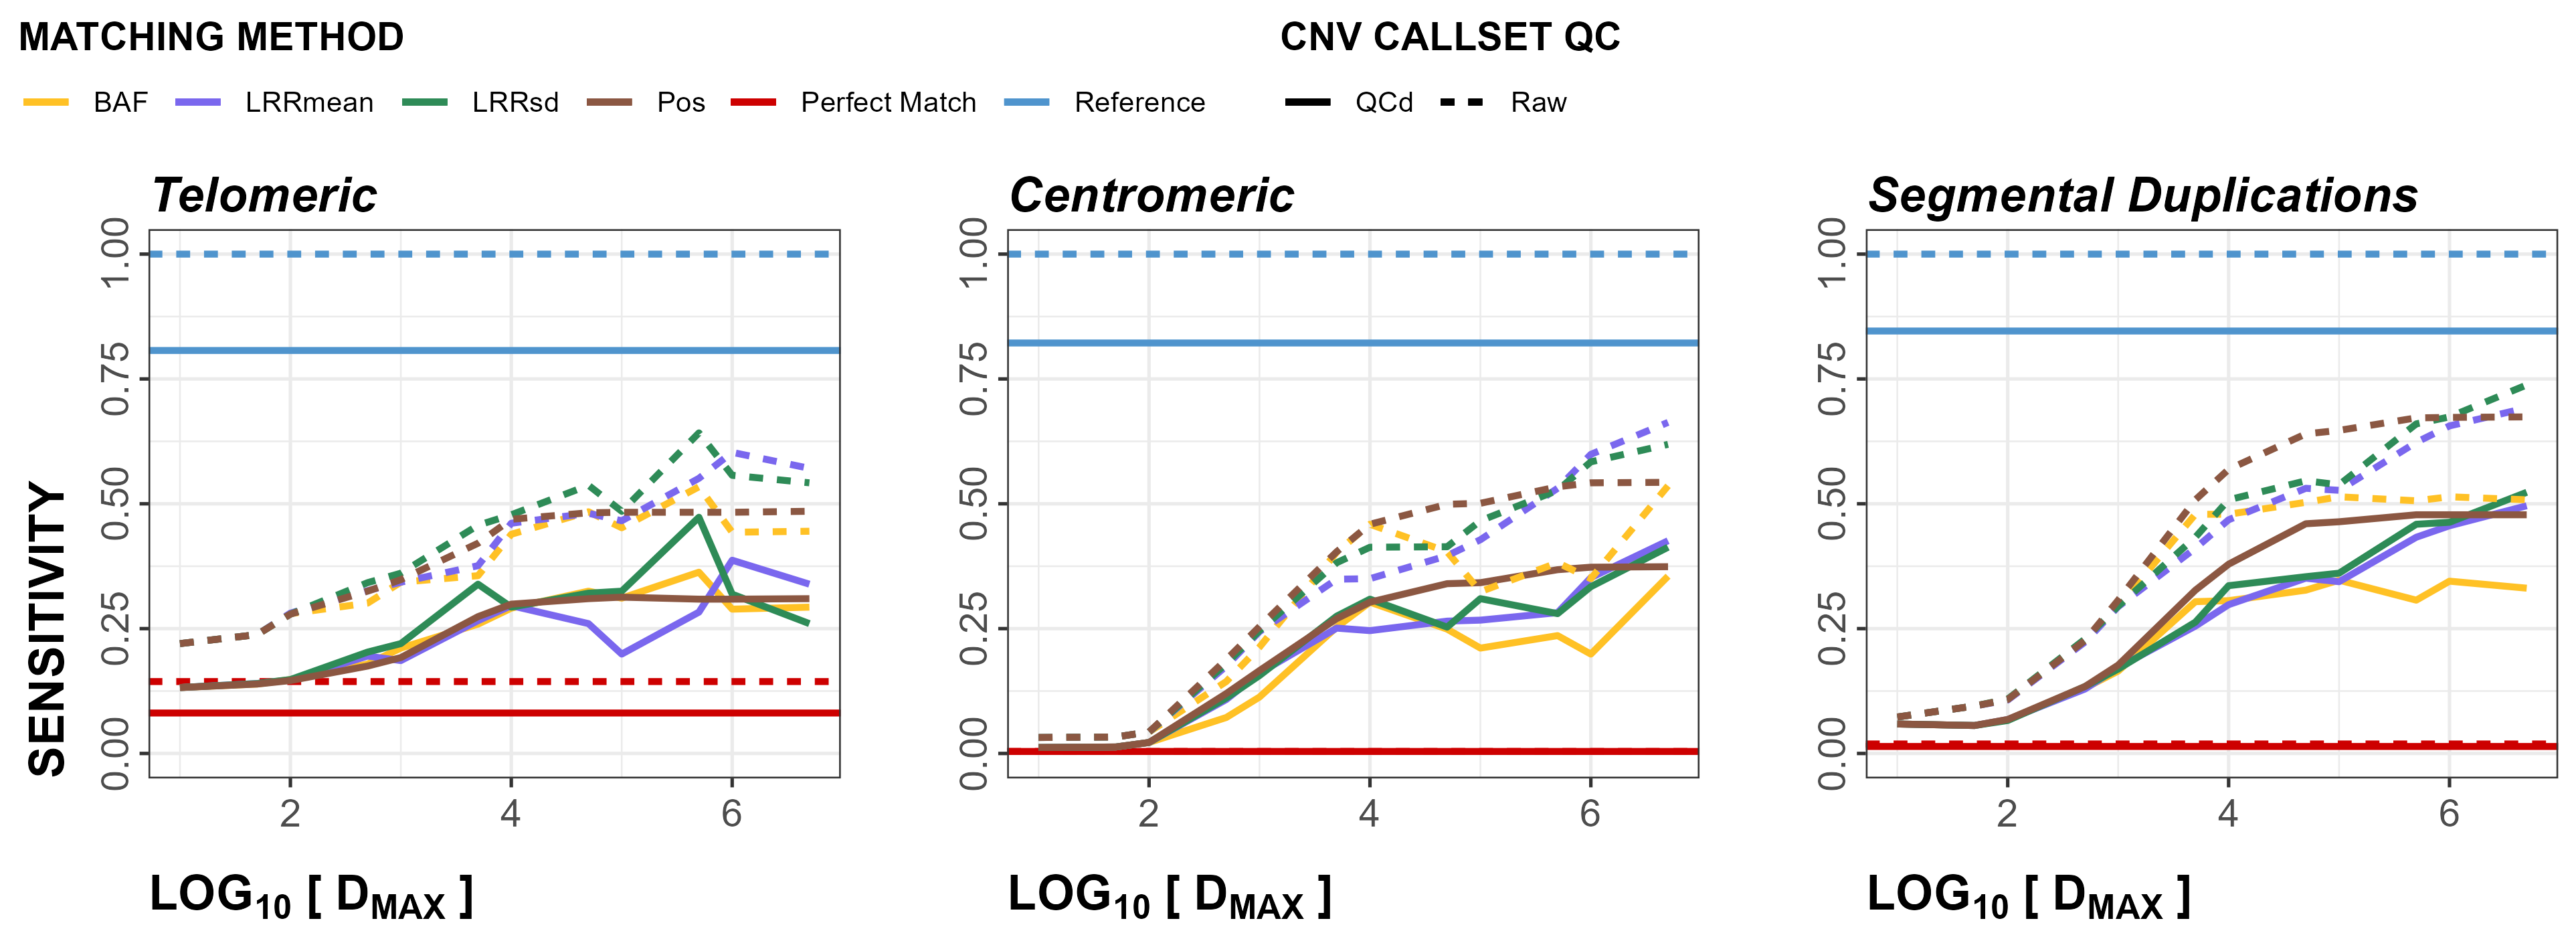 MATCHING METHOD CNV CALLSET QC
BAF LRRmean LRRsd Pos Perfect Match Reference QCd Raw
Telomeric Centromeric Segmental Duplications
SENSITIVITY
1.00 1.00 1.00
0.75 0.75 0.75
0.50 0.50 0.50
0.25 0.25 0.25
0.00 0.00 0.00
2 4 6 2 4 6 2 4 6
LOG10 [ DMAX ] LOG10 [ DMAX ] LOG10 [ DMAX ]